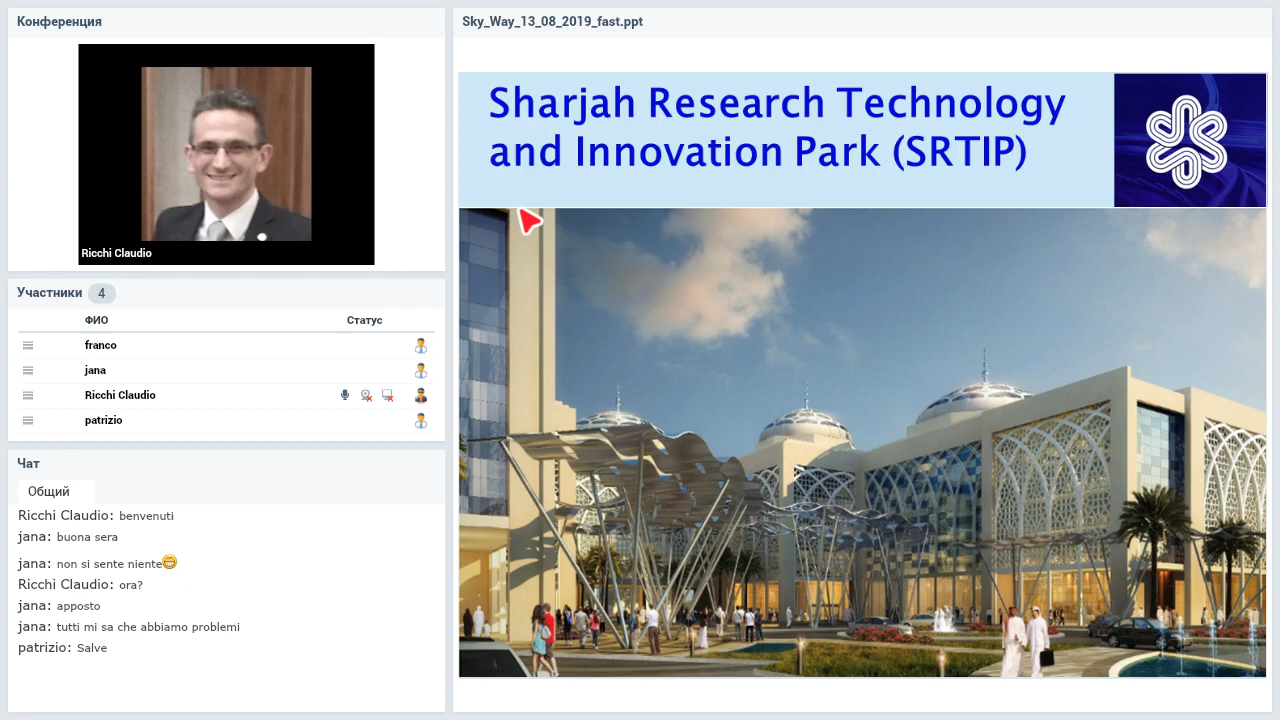 Конференция
Ricchi Claudio
Участники 4
ФИО Статус
franco
jana
Ricchi Claudio
patrizio
Чат
Общий
Ricchi Claudio: benvenuti
jana: buona sera
jana: non si sente niente
Ricchi Claudio: ora?
jana: apposto
jana: tutti mi sa che abbiamo problemi
patrizio: Salve
Sky_Way_13_08_2019_fast.ppt
Sharjah Research Technology
and Innovation Park (SRTIP)